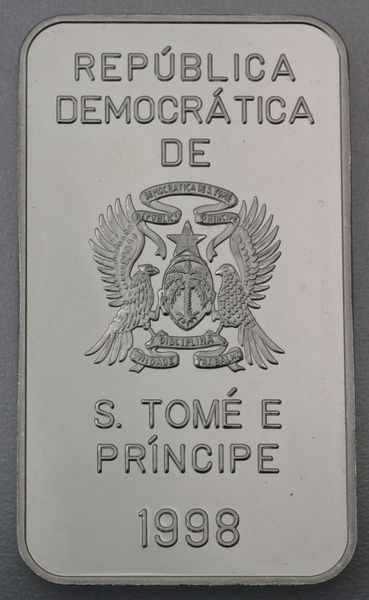 REPÚBLICA
DEMOCRÁTICA
DE
DEMOCRATICA DE S. TOMÉ
REPUBLICA
PRINCIPE
DISCIPLINA
UNIDADE
TRABALHO
S. TOMÉ E
PRÍNCIPE
1998